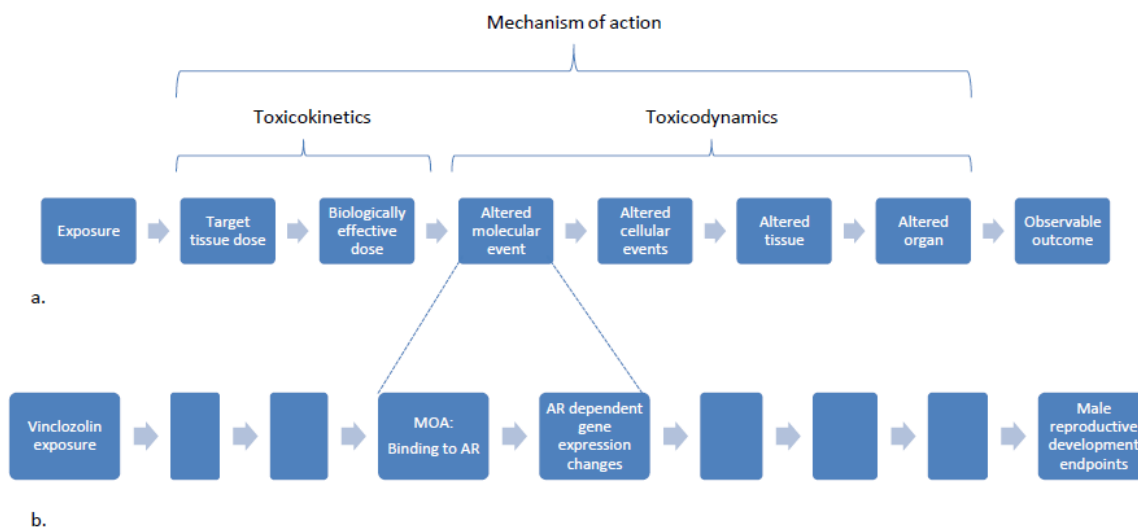 Mechanism of action
Toxicokinetics
Toxicodynamics
Exposure
Target
tissue dose
Biologically
effective
dose
Altered
molecular
event
Altered
cellular
events
Altered
tissue
Altered
organ
Observable
outcome
a.
Vinclozolin
exposure
MOA:
Binding to AR
AR dependent
gene
expression
changes
Male
reproductive
development
endpoints
b.